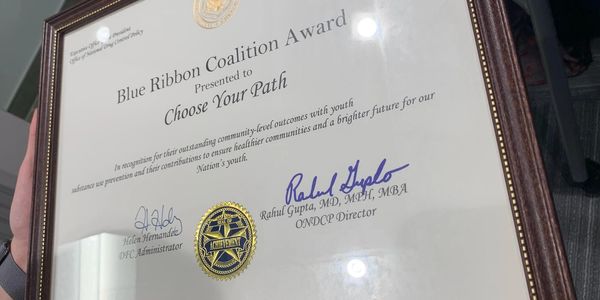 Executive Office of the President
Office of National Drug Control Policy
Blue Ribbon Coalition Award
Presented to
Choose Your Path
In recognition for their outstanding community-level outcomes with youth
substance use prevention and their contributions to ensure healthier communities and a brighter future for our
Nation's youth.
Helen Hernandez
DFC Administrator
ACHIEVEMENT
Rahul Gupta
Rahul Gupta, MD, MPH, MBA
ONDCP Director